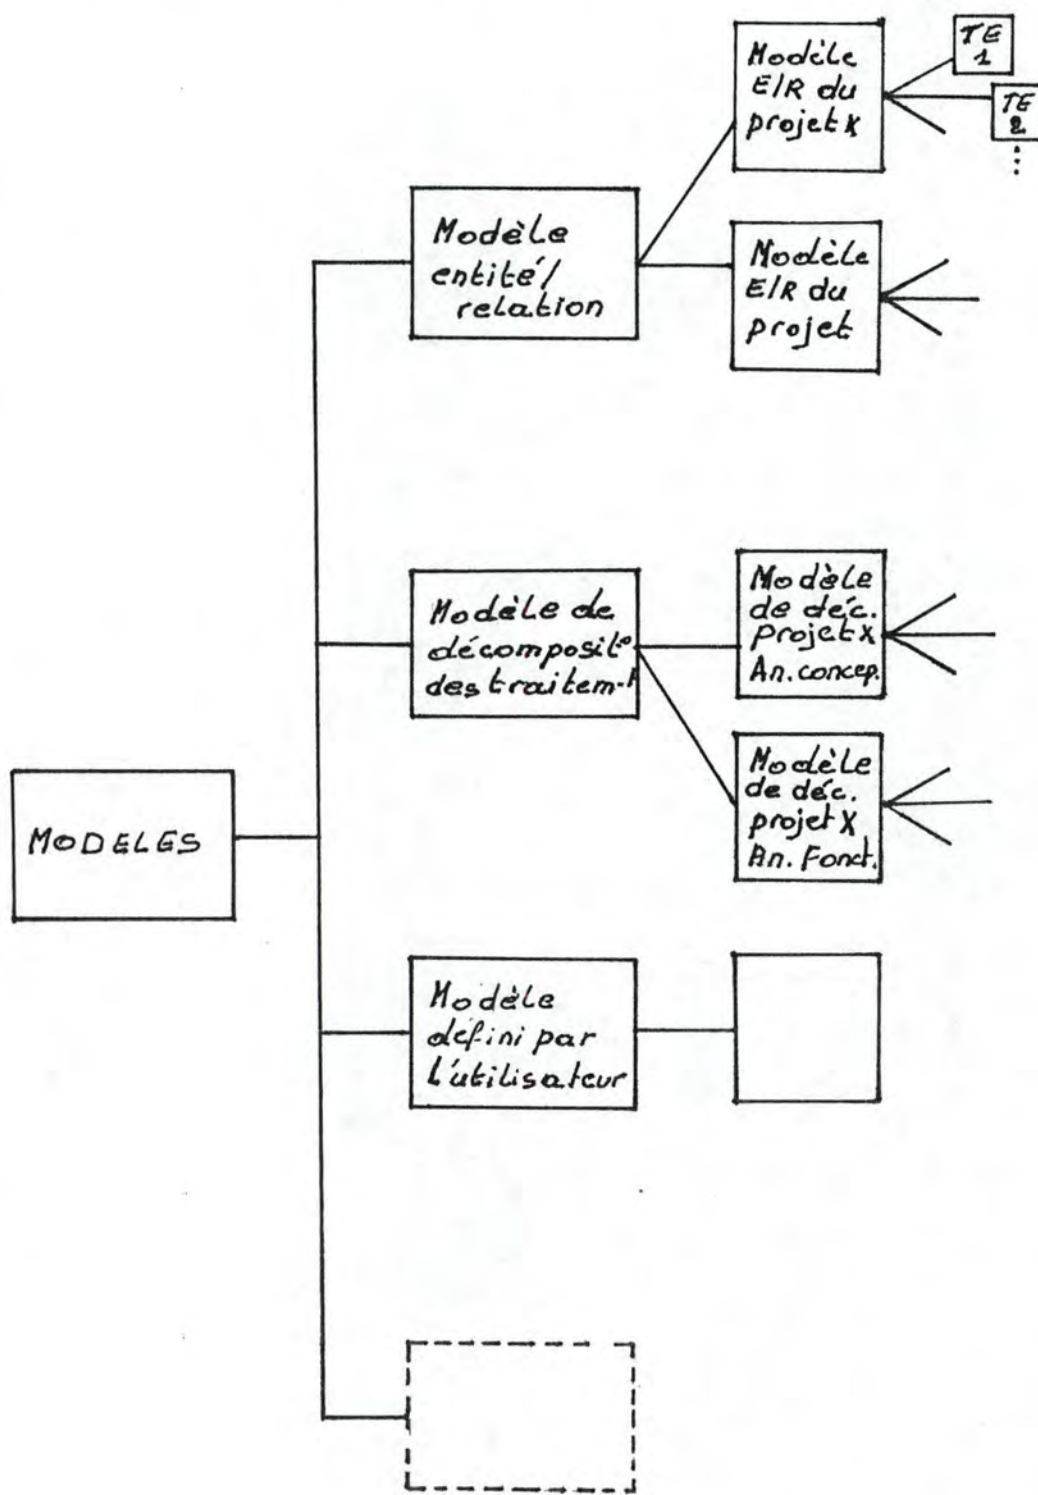 MODELES
Modèle
entité/
relation
Modèle
E/R du
projet X
TE
1
TE
2
⋮
Modèle
E/R du
projet
Modèle de
décomposit°
des traitem-t
Modèle
de déc.
projet X
An. concep.
Modèle
de déc.
projet X
An. Fonct.
Modèle
défini par
l'utilisateur